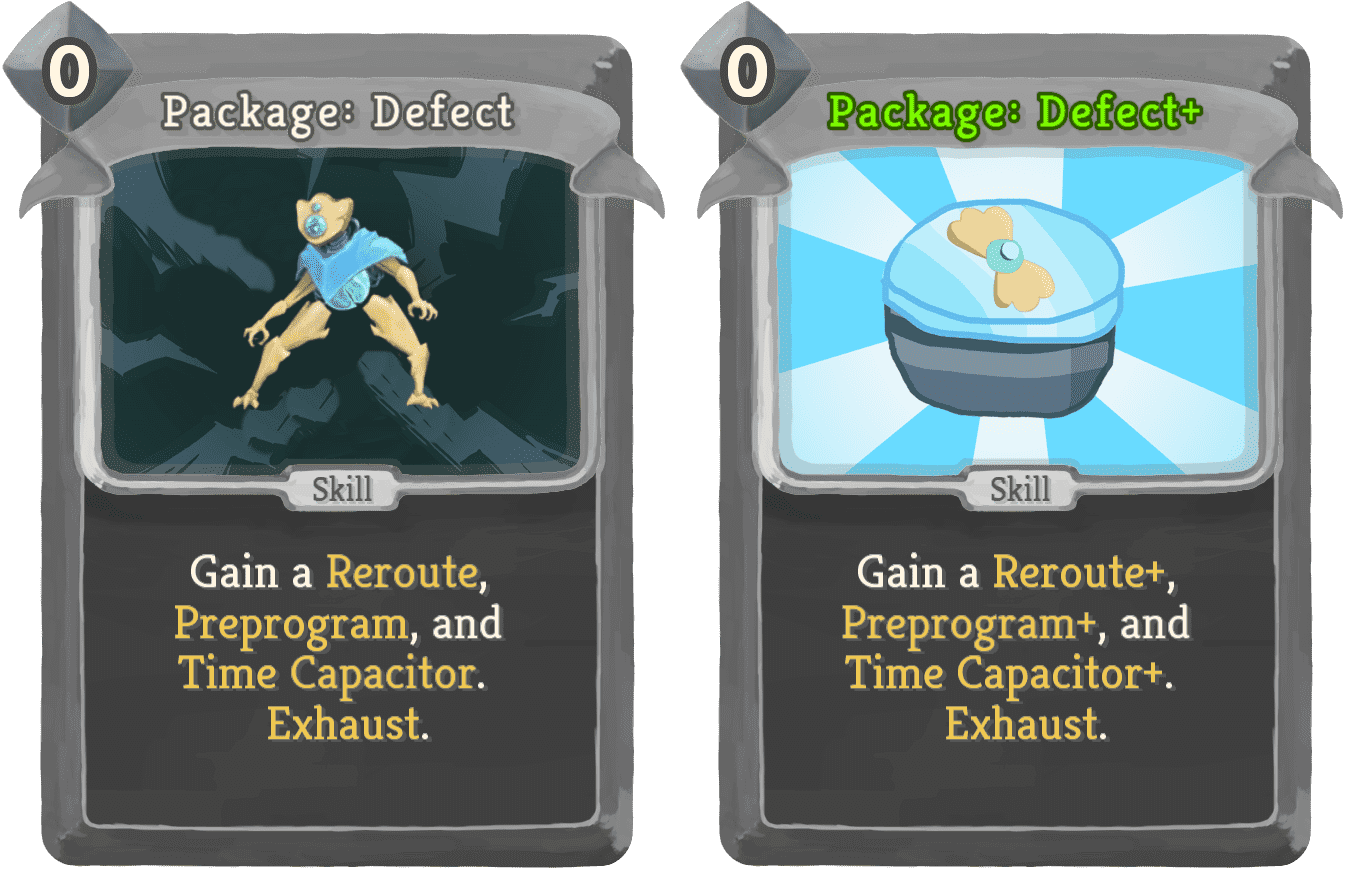 0
Package: Defect
Skill
Gain a Reroute,
Preprogram, and
Time Capacitor.
Exhaust.
0
Package: Defect+
Skill
Gain a Reroute+,
Preprogram+, and
Time Capacitor+.
Exhaust.